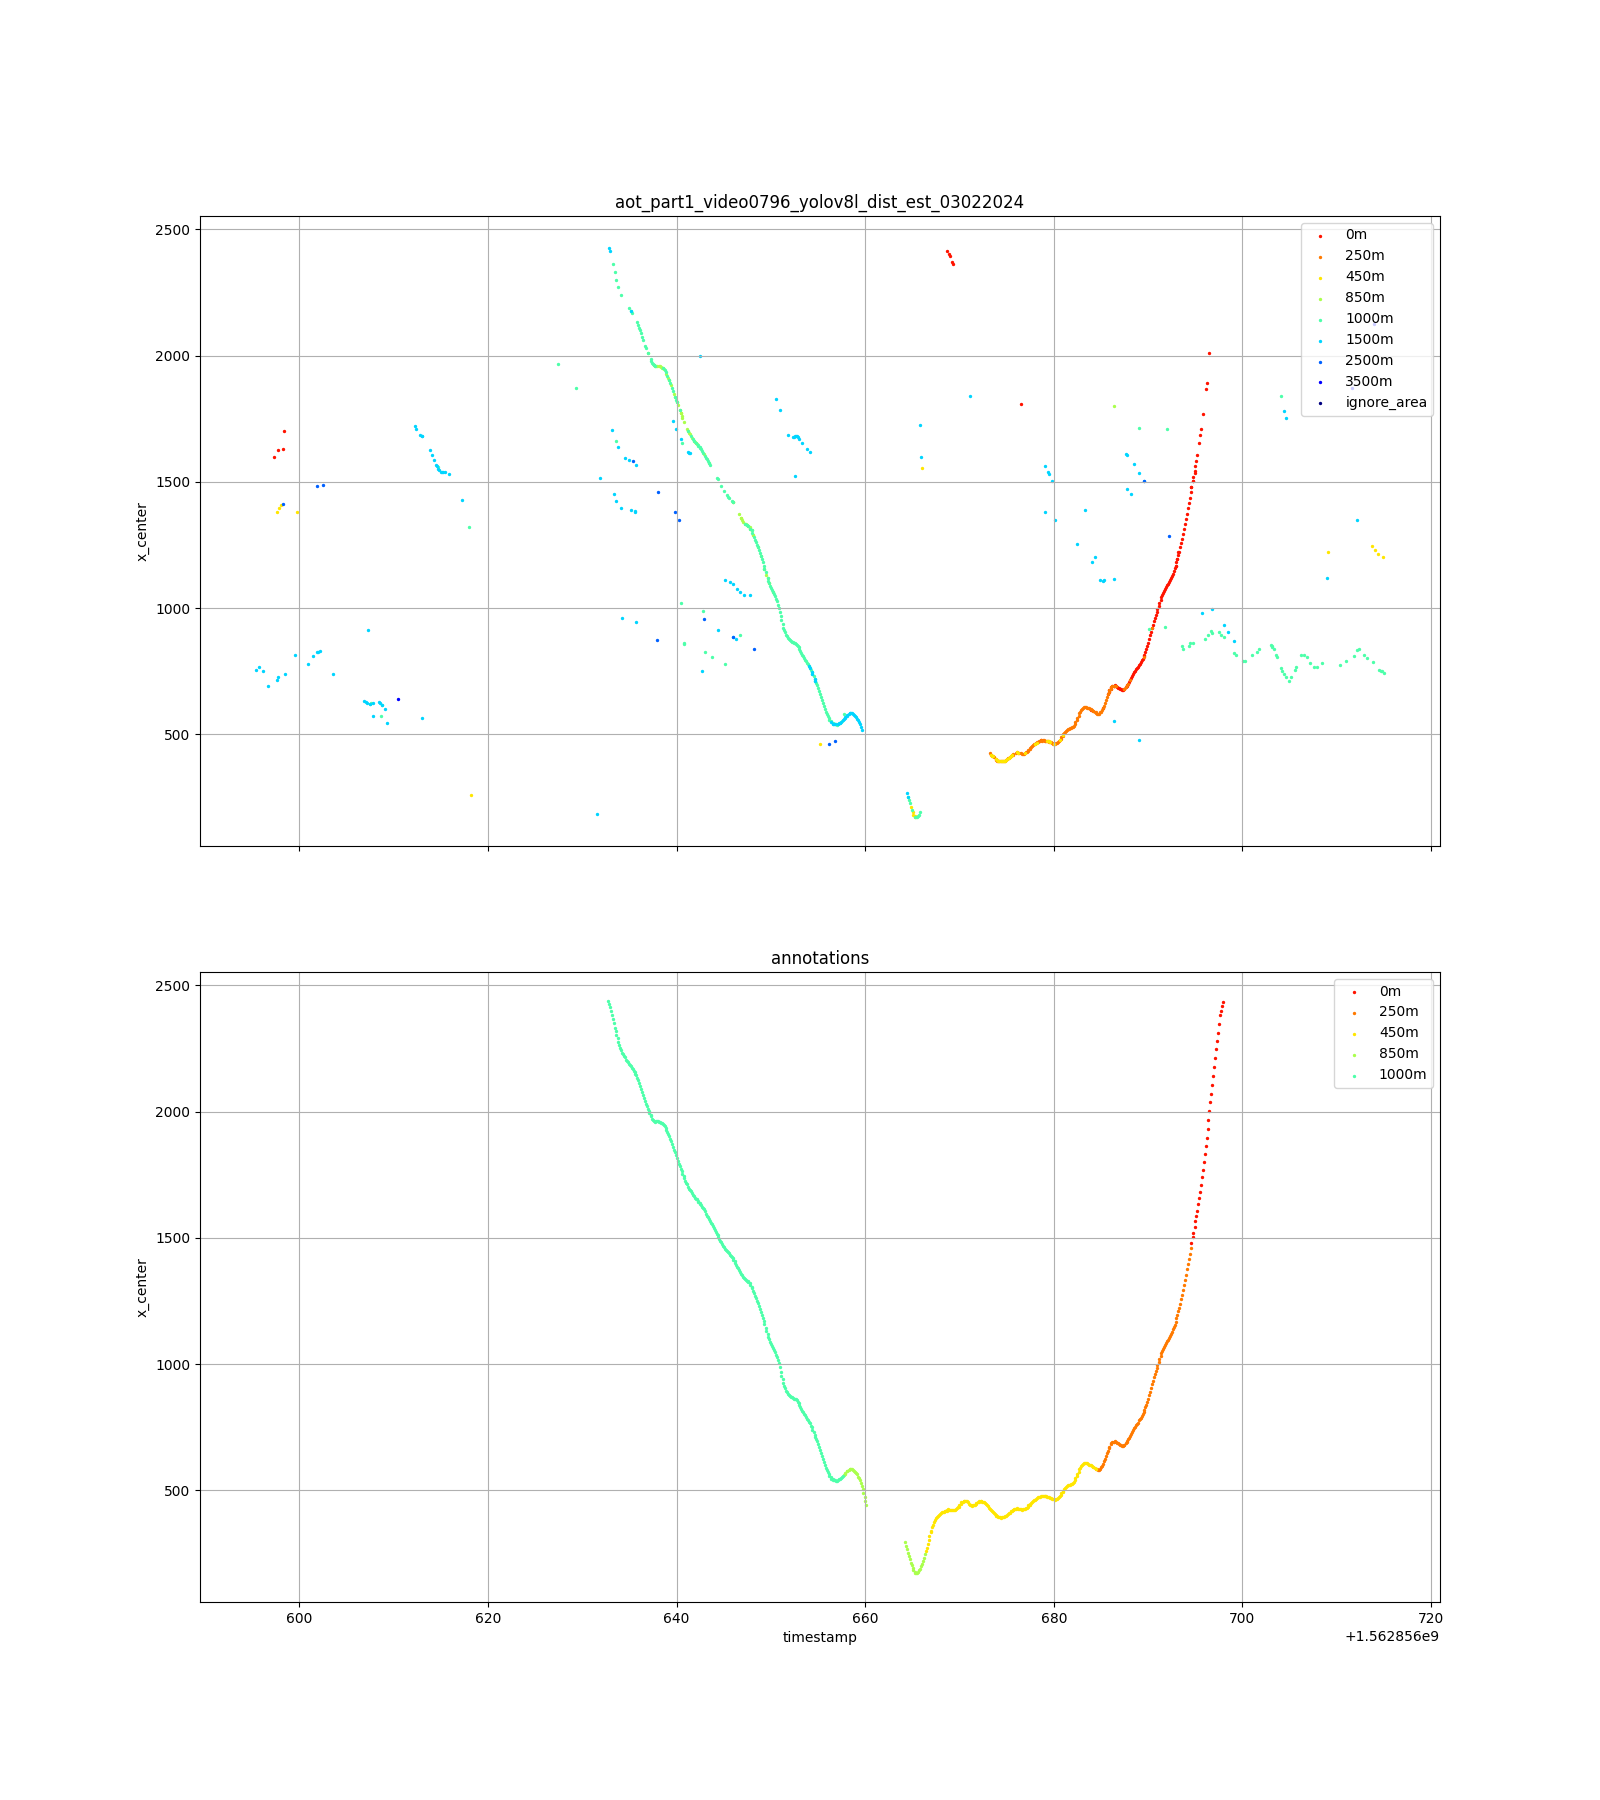 aot_part1_video0796_yolov8l_dist_est_03022024
2500
2000
1500
1000
500
x_center
0m
250m
450m
850m
1000m
1500m
2500m
3500m
ignore_area
annotations
2500
2000
1500
1000
500
x_center
0m
250m
450m
850m
1000m
600 620 640 660 680 700 720
timestamp
+1.562856e9